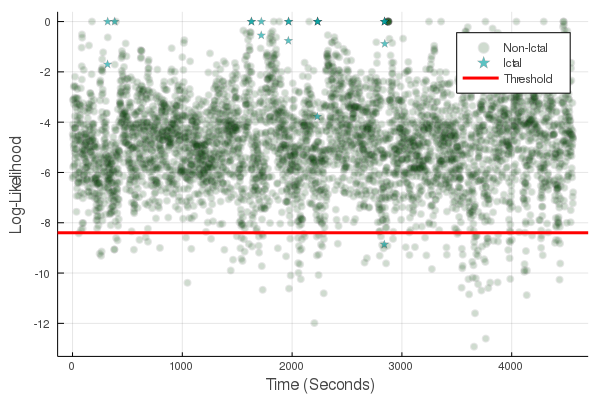 0
-2
-4
-6
-8
-10
-12
Log-Likelihood
Non-Ictal
Ictal
Threshold
0
1000
2000
3000
4000
Time (Seconds)